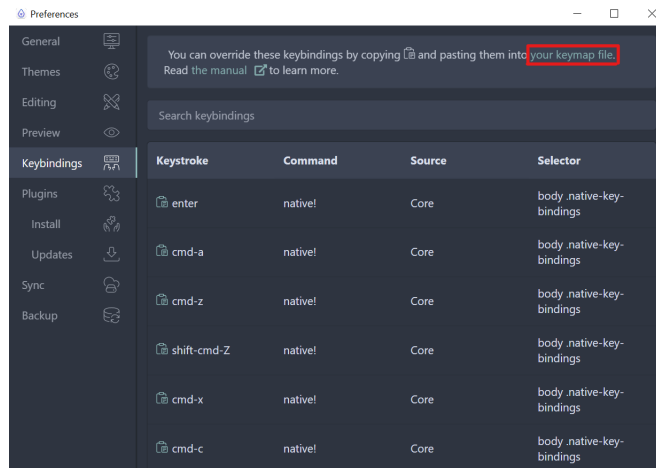 Preferences
General
Themes
Editing
Preview
Keybindings
Plugins
Install
Updates
Sync
Backup
You can override these keybindings by copying and pasting them into your keymap file.
Read the manual to learn more.
Search keybindings
Keystroke Command Source Selector
enter native! Core body .native-key-
bindings
cmd-a native! Core body .native-key-
bindings
cmd-z native! Core body .native-key-
bindings
shift-cmd-Z native! Core body .native-key-
bindings
cmd-x native! Core body .native-key-
bindings
cmd-c native! Core body .native-key-
bindings